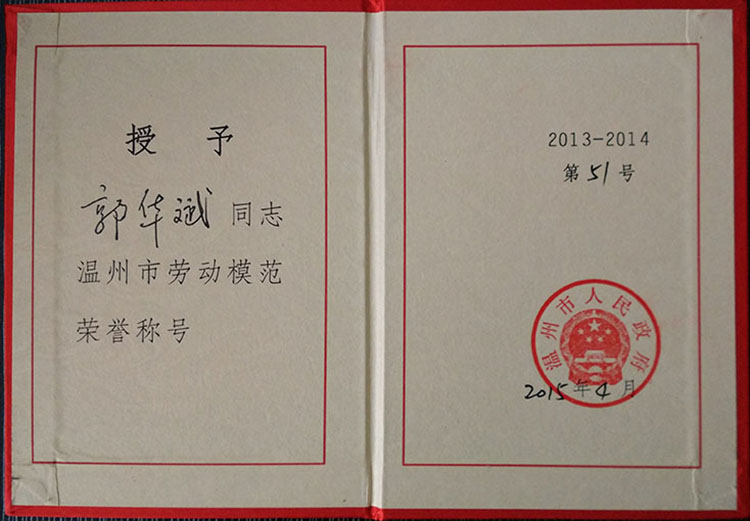 授 予
郭华斌 同志
温州市劳动模范
荣誉称号
2013-2014
第51号
温州市人民政府
2015年4月